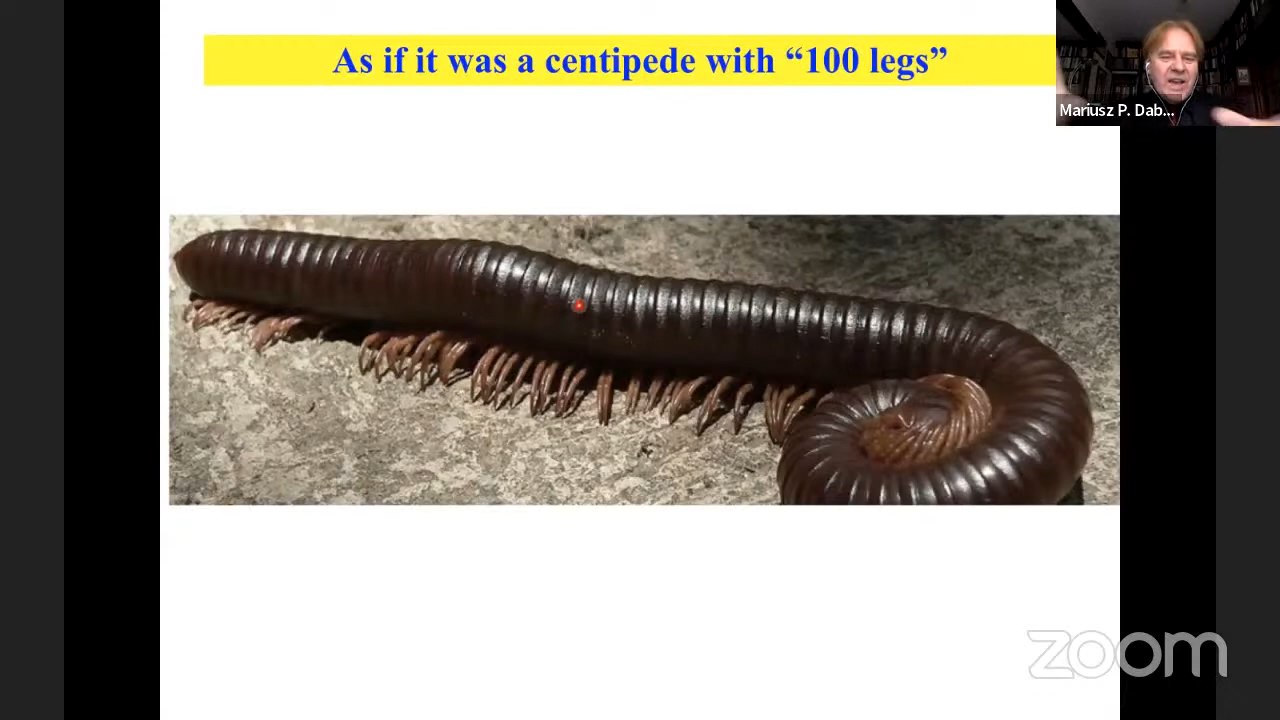 As if it was a centipede with “100 legs”
Mariusz P. Dab...
zoom